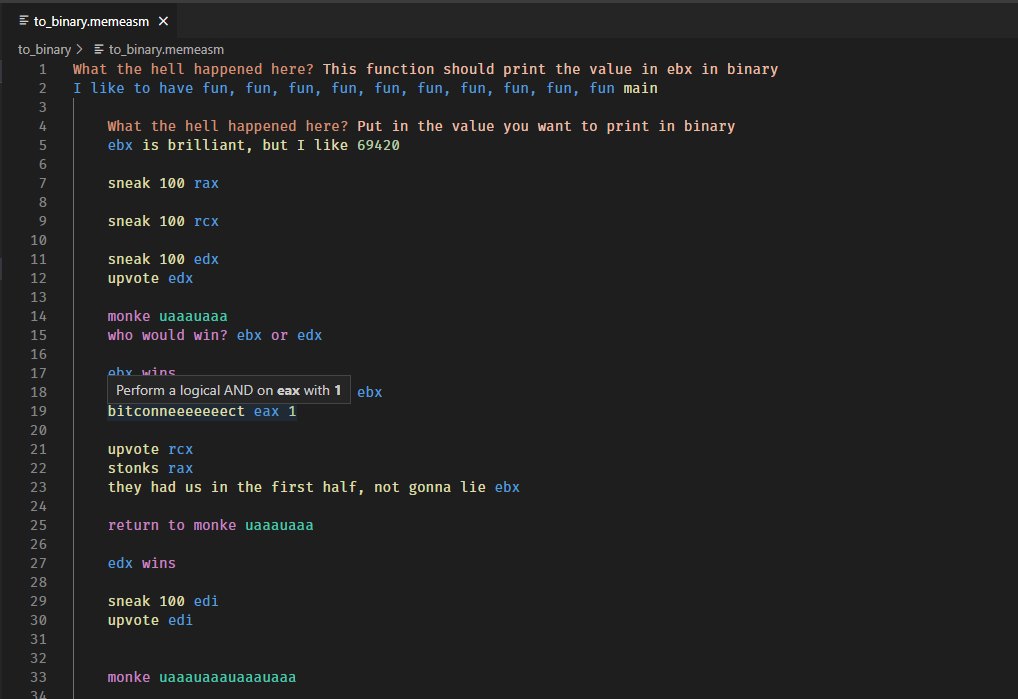 to_binary.memeasm
to_binary > to_binary.memeasm
1 What the hell happened here? This function should print the value in ebx in binary
2 I like to have fun, fun, fun, fun, fun, fun, fun, fun, fun, fun main
3
4 What the hell happened here? Put in the value you want to print in binary
5 ebx is brilliant, but I like 69420
6
7 sneak 100 rax
8
9 sneak 100 rcx
10
11 sneak 100 edx
12 upvote edx
13
14 monke uaaauaaa
15 who would win? ebx or edx
16
17 ebx wins
Perform a logical AND on eax with 1
18 ebx
19 bitconneeeeeeect eax 1
20
21 upvote rcx
22 stonks rax
23 they had us in the first half, not gonna lie ebx
24
25 return to monke uaaauaaa
26
27 edx wins
28
29 sneak 100 edi
30 upvote edi
31
32
33 monke uaaauaaauaaauaaa
34